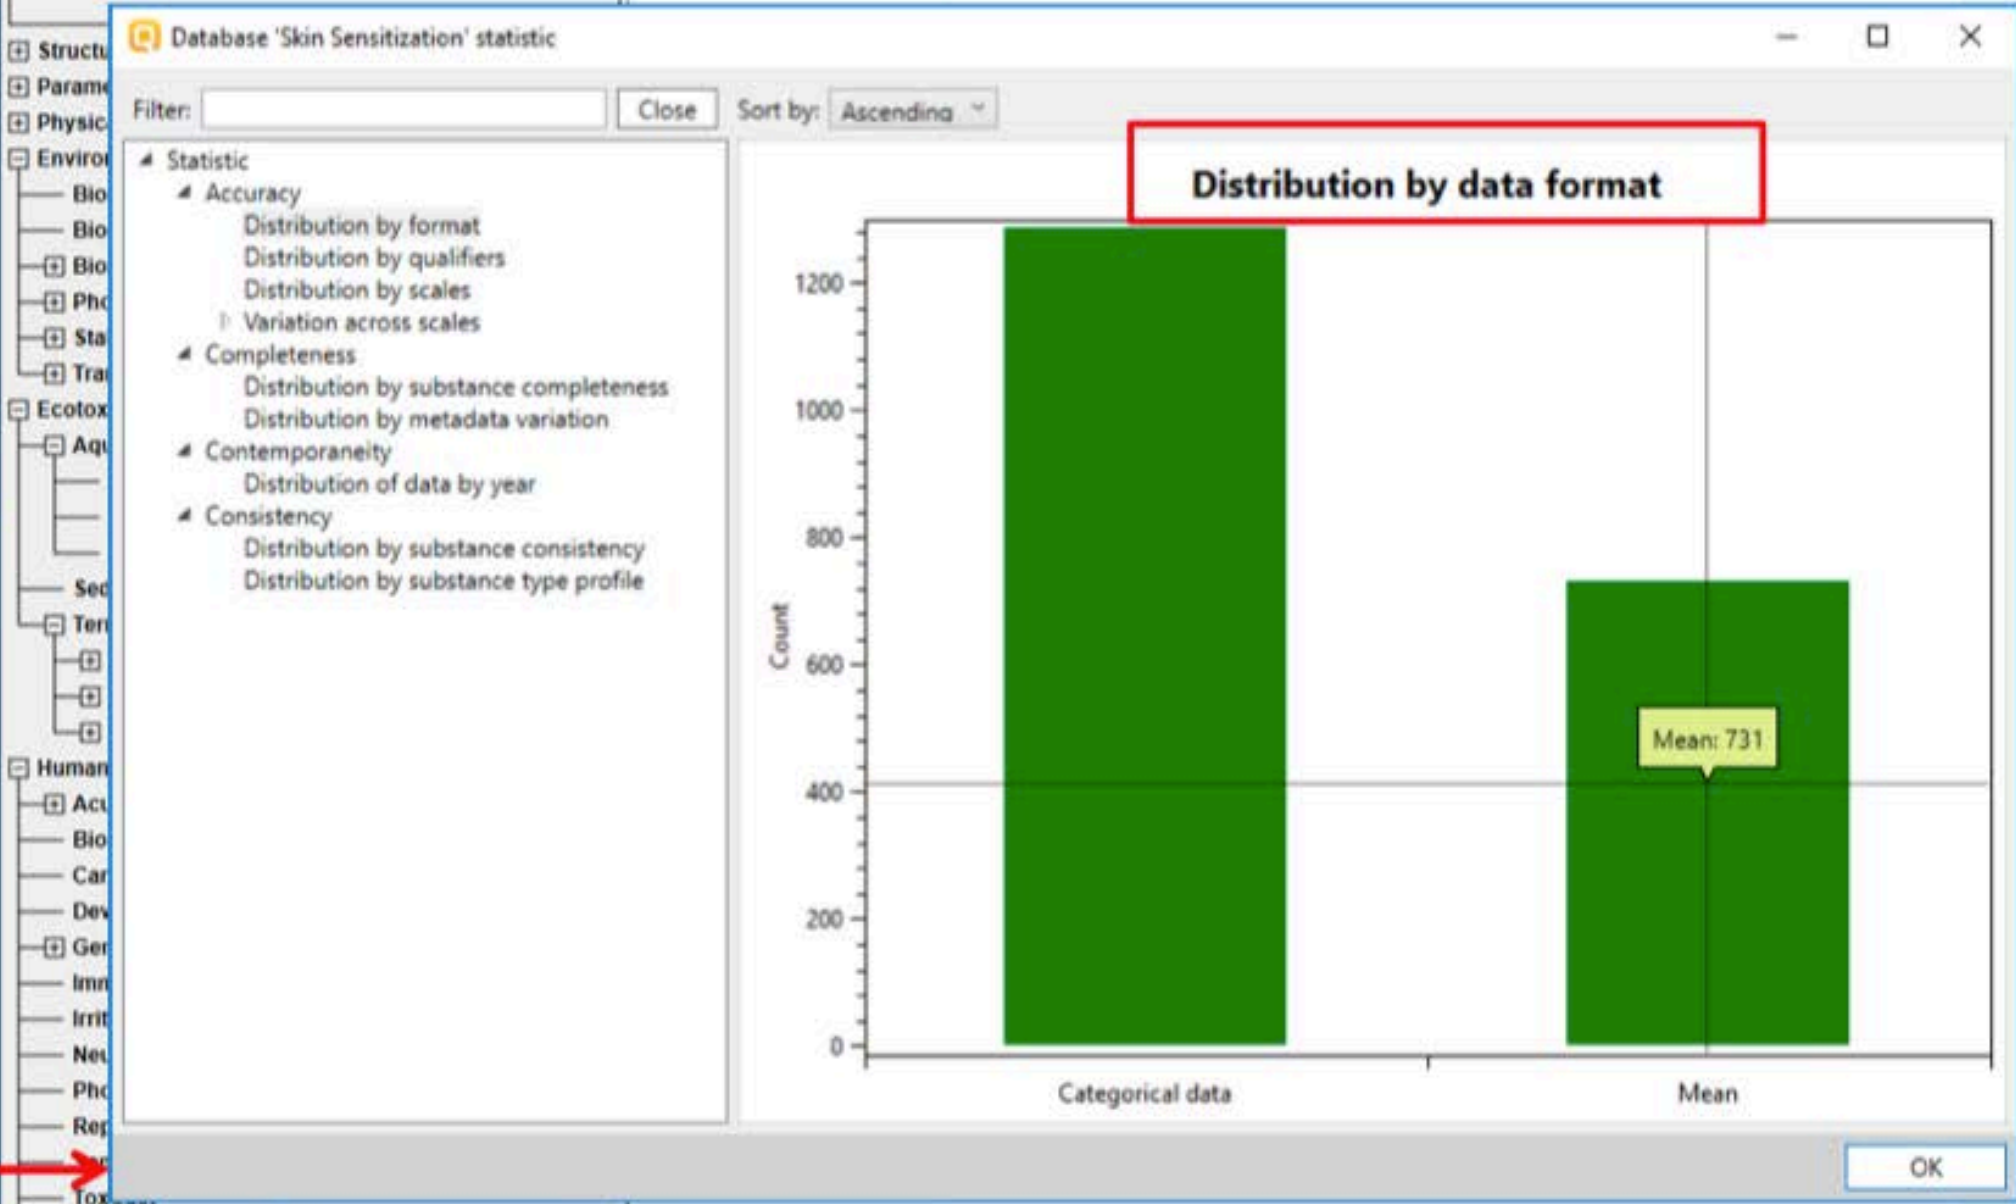 Database 'Skin Sensitization' statistic
Filter:
Close
Sort by:
Ascending
Statistic
Accuracy
Distribution by format
Distribution by qualifiers
Distribution by scales
Variation across scales
Completeness
Distribution by substance completeness
Distribution by metadata variation
Contemporaneity
Distribution of data by year
Consistency
Distribution by substance consistency
Distribution by substance type profile
Distribution by data format
Count
1200
1000
800
600
400
200
0
Mean: 731
Categorical data
Mean
OK
Structu
Parame
Physic
Enviro
Bio
Bio
Bio
Pho
Sta
Tra
Ecotox
Aqu
Sed
Terr
Human
Acu
Bio
Car
Dev
Ger
Imn
Irrit
Neu
Pho
Rep
Tox